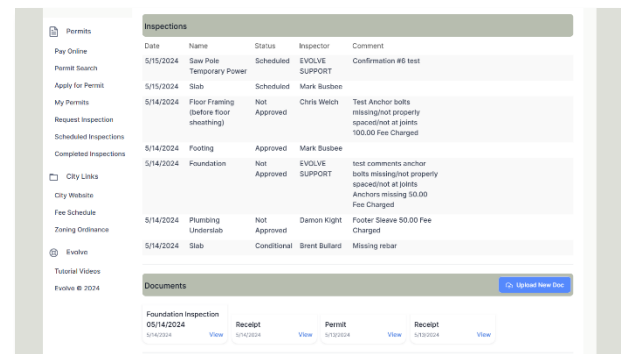 Permits
Pay Online
Permit Search
Apply for Permit
My Permits
Request Inspection
Scheduled Inspections
Completed Inspections
City Links
City Website
Fee Schedule
Zoning Ordinance
Evolve
Tutorial Videos
Evolve © 2024
Inspections
Date Name Status Inspector Comment
5/15/2024 Saw Pole Scheduled EVOLVE Confirmation #6 test
Temporary Power SUPPORT
5/15/2024 Slab Scheduled Mark Busbee
5/14/2024 Floor Framing Not Chris Welch Test Anchor bolts
(before floor Approved missing/not properly
sheathing) spaced/not at joints
100.00 Fee Charged
5/14/2024 Footing Approved Mark Busbee
5/14/2024 Foundation Not EVOLVE test comments anchor
Approved SUPPORT bolts missing/not properly
spaced/not at joints
Anchors missing 50.00
Fee Charged
5/14/2024 Plumbing Not Damon Kight Footer Sleeve 50.00 Fee
Underslab Approved Charged
5/14/2024 Slab Conditional Brent Bullard Missing rebar
Documents Upload New Doc
Foundation Inspection
05/14/2024 Receipt Permit Receipt
5/14/2024 View 5/14/2024 View 5/13/2024 View 5/13/2024 View